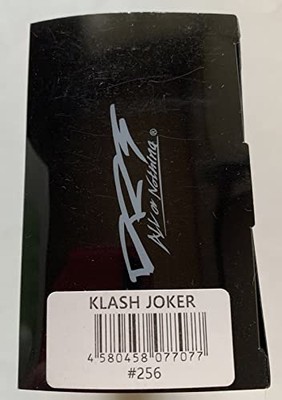 All or Nothing ®
KLASH JOKER
4 580458 077077
#256